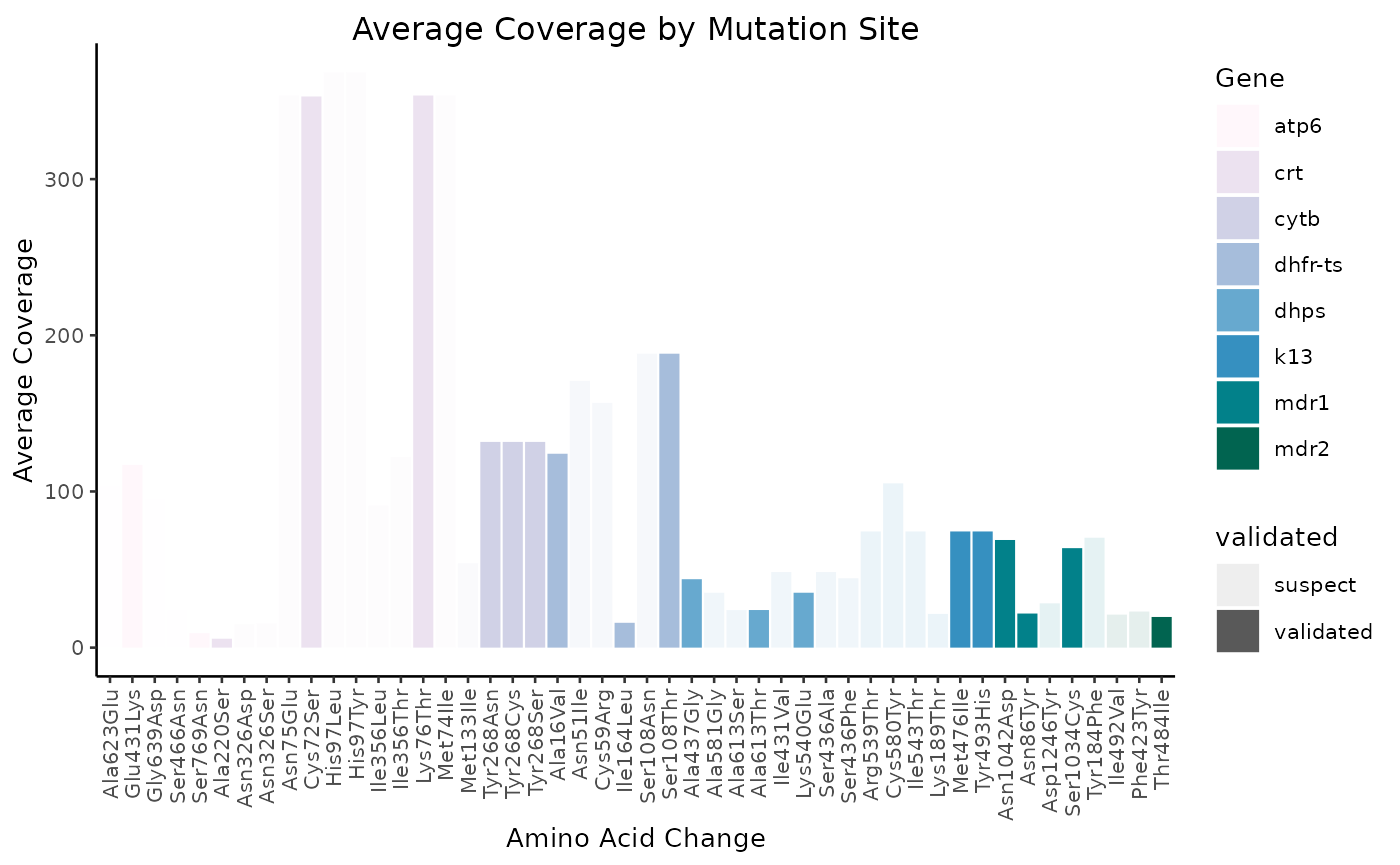 Average Coverage by Mutation Site
Average Coverage
300
200
100
0
Ala623Glu
Glu431Lys
Gly639Asp
Ser466Asn
Ser769Asn
Ala220Ser
Asn326Asp
Asn326Ser
Asn75Glu
Cys72Ser
His97Leu
His97Tyr
Ile356Leu
Ile356Thr
Lys76Thr
Met74Ile
Met133Ile
Tyr268Asn
Tyr268Cys
Tyr268Ser
Ala16Val
Asn51Ile
Cys59Arg
Ile164Leu
Ser108Asn
Ser108Thr
Ala437Gly
Ala581Gly
Ala613Ser
Ala613Thr
Ile431Val
Lys540Glu
Ser436Ala
Ser436Phe
Arg539Thr
Cys580Tyr
Ile543Thr
Lys189Thr
Met476Ile
Tyr493His
Asn1042Asp
Asn86Tyr
Asp1246Tyr
Ser1034Cys
Tyr184Phe
Ile492Val
Phe423Tyr
Thr484Ile
Amino Acid Change
Gene
atp6
crt
cytb
dhfr-ts
dhps
k13
mdr1
mdr2
validated
suspect
validated